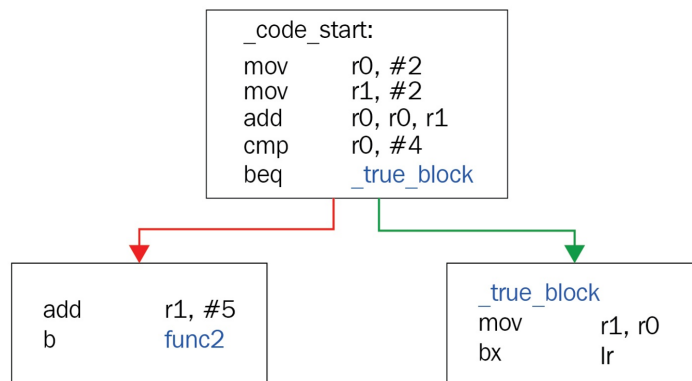 _code_start:
mov r0, #2
mov r1, #2
add r0, r0, r1
cmp r0, #4
beq _true_block
add r1, #5
b func2
_true_block
mov r1, r0
bx lr